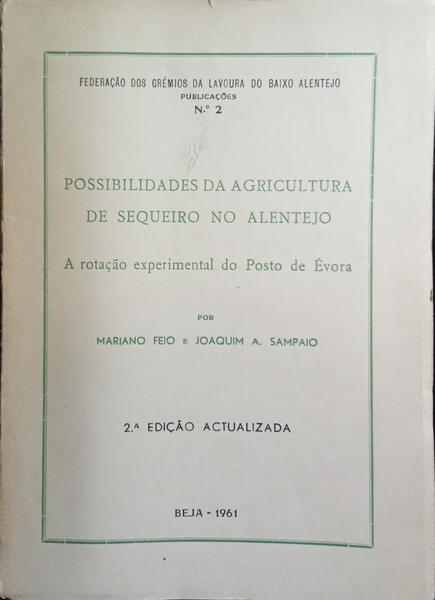 FEDERAÇÃO DOS GRÉMIOS DA LAVOURA DO BAIXO ALENTEJO
PUBLICAÇÕES
N.º 2
POSSIBILIDADES DA AGRICULTURA
DE SEQUEIRO NO ALENTEJO
A rotação experimental do Posto de Évora
POR
MARIANO FEIO E JOAQUIM A. SAMPAIO
2.ª EDIÇÃO ACTUALIZADA
BEJA - 1961